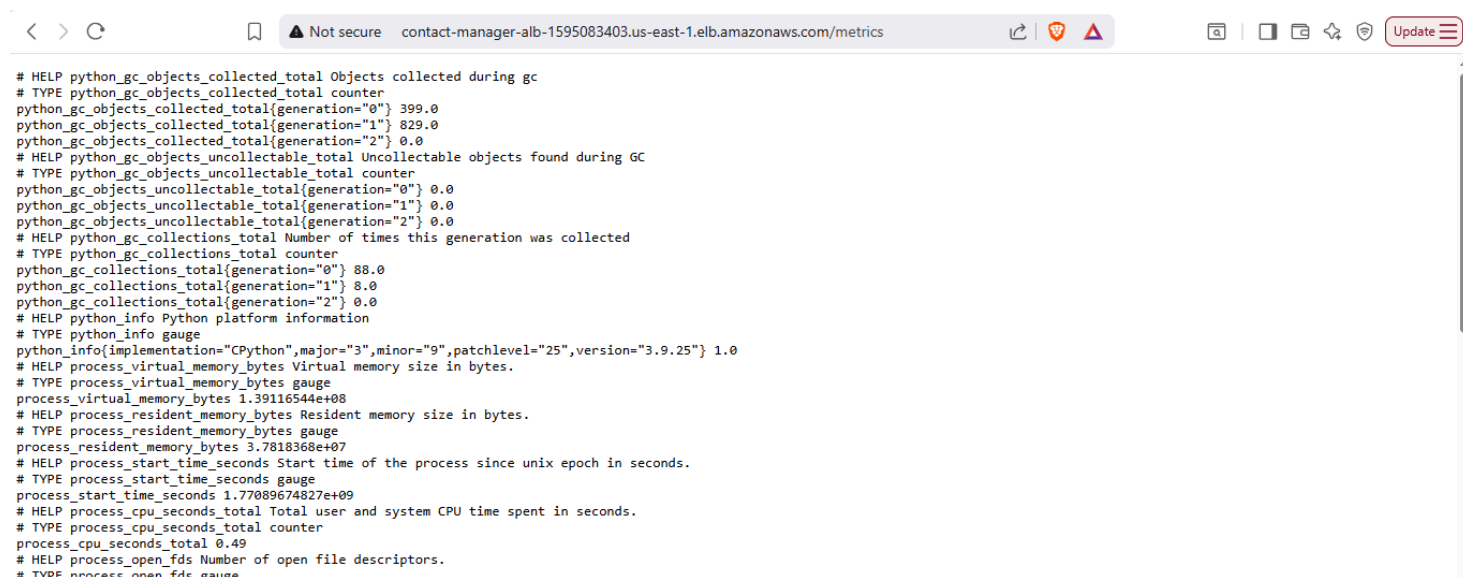 Not secure contact-manager-alb-1595083403.us-east-1.elb.amazonaws.com/metrics Update
# HELP python_gc_objects_collected_total Objects collected during gc
# TYPE python_gc_objects_collected_total counter
python_gc_objects_collected_total{generation="0"} 399.0
python_gc_objects_collected_total{generation="1"} 829.0
python_gc_objects_collected_total{generation="2"} 0.0
# HELP python_gc_objects_uncollectable_total Uncollectable objects found during GC
# TYPE python_gc_objects_uncollectable_total counter
python_gc_objects_uncollectable_total{generation="0"} 0.0
python_gc_objects_uncollectable_total{generation="1"} 0.0
python_gc_objects_uncollectable_total{generation="2"} 0.0
# HELP python_gc_collections_total Number of times this generation was collected
# TYPE python_gc_collections_total counter
python_gc_collections_total{generation="0"} 88.0
python_gc_collections_total{generation="1"} 8.0
python_gc_collections_total{generation="2"} 0.0
# HELP python_info Python platform information
# TYPE python_info gauge
python_info{implementation="CPython",major="3",minor="9",patchlevel="25",version="3.9.25"} 1.0
# HELP process_virtual_memory_bytes Virtual memory size in bytes.
# TYPE process_virtual_memory_bytes gauge
process_virtual_memory_bytes 1.39116544e+08
# HELP process_resident_memory_bytes Resident memory size in bytes.
# TYPE process_resident_memory_bytes gauge
process_resident_memory_bytes 3.7818368e+07
# HELP process_start_time_seconds Start time of the process since unix epoch in seconds.
# TYPE process_start_time_seconds gauge
process_start_time_seconds 1.77089674827e+09
# HELP process_cpu_seconds_total Total user and system CPU time spent in seconds.
# TYPE process_cpu_seconds_total counter
process_cpu_seconds_total 0.49
# HELP process_open_fds Number of open file descriptors.
# TYPE process_open_fds gauge